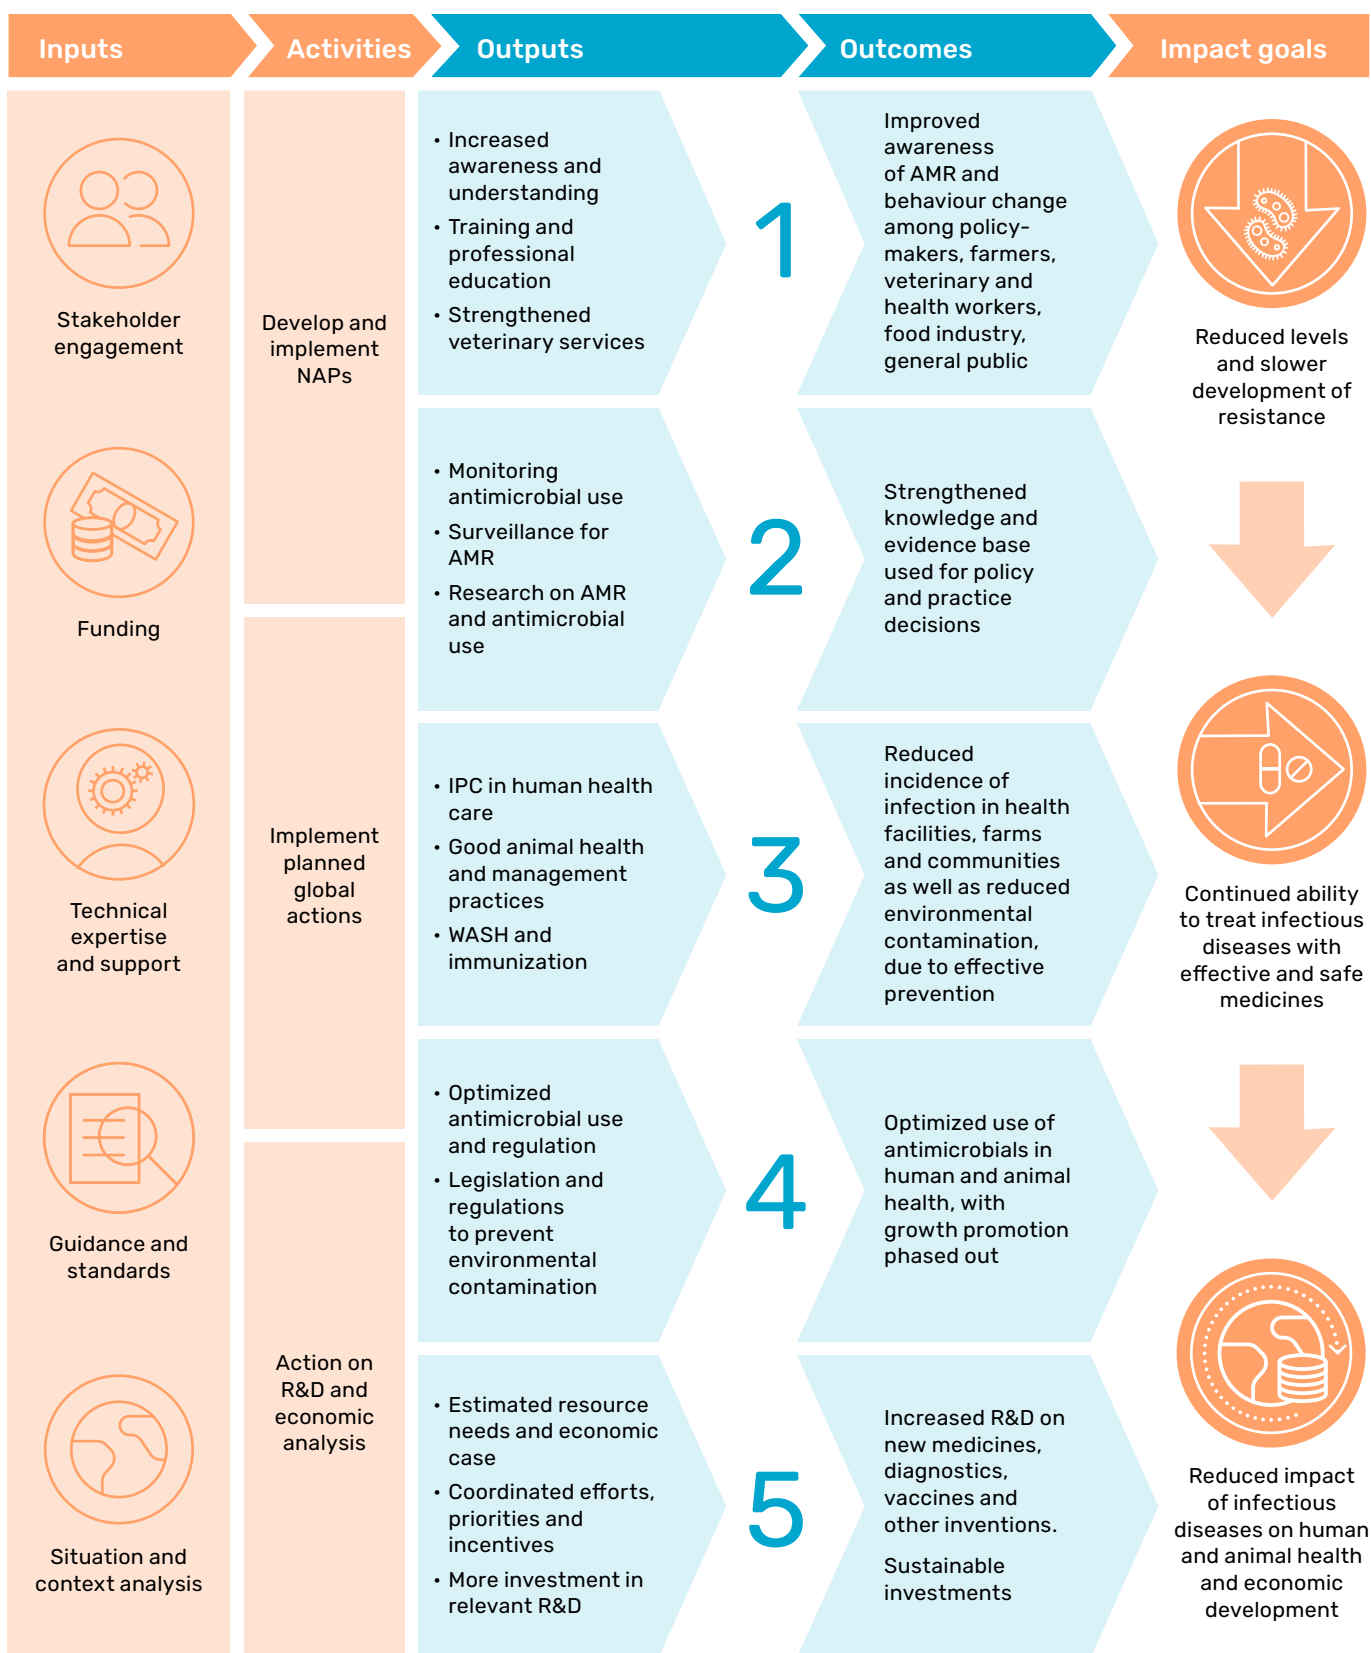 Inputs
Activities
Outputs
Outcomes
Impact goals
Stakeholder
engagement
Funding
Technical
expertise
and support
Guidance and
standards
Situation and
context analysis
Develop and
implement
NAPs
Implement
planned
global
actions
Action on
R&D and
economic
analysis
• Increased
awareness and
understanding
• Training and
professional
education
• Strengthened
veterinary services
1
Improved
awareness
of AMR and
behaviour change
among policy-
makers, farmers,
veterinary and
health workers,
food industry,
general public
• Monitoring
antimicrobial use
• Surveillance for
AMR
• Research on AMR
and antimicrobial
use
2
Strengthened
knowledge and
evidence base
used for policy
and practice
decisions
• IPC in human health
care
• Good animal health
and management
practices
• WASH and
immunization
3
Reduced
incidence of
infection in health
facilities, farms
and communities
as well as reduced
environmental
contamination,
due to effective
prevention
• Optimized
antimicrobial use
and regulation
• Legislation and
regulations
to prevent
environmental
contamination
4
Optimized use of
antimicrobials in
human and animal
health, with
growth promotion
phased out
• Estimated resource
needs and economic
case
• Coordinated efforts,
priorities and
incentives
• More investment in
relevant R&D
5
Increased R&D on
new medicines,
diagnostics,
vaccines and
other inventions.
Sustainable
investments
Reduced levels
and slower
development of
resistance
Continued ability
to treat infectious
diseases with
effective and safe
medicines
Reduced impact
of infectious
diseases on human
and animal health
and economic
development